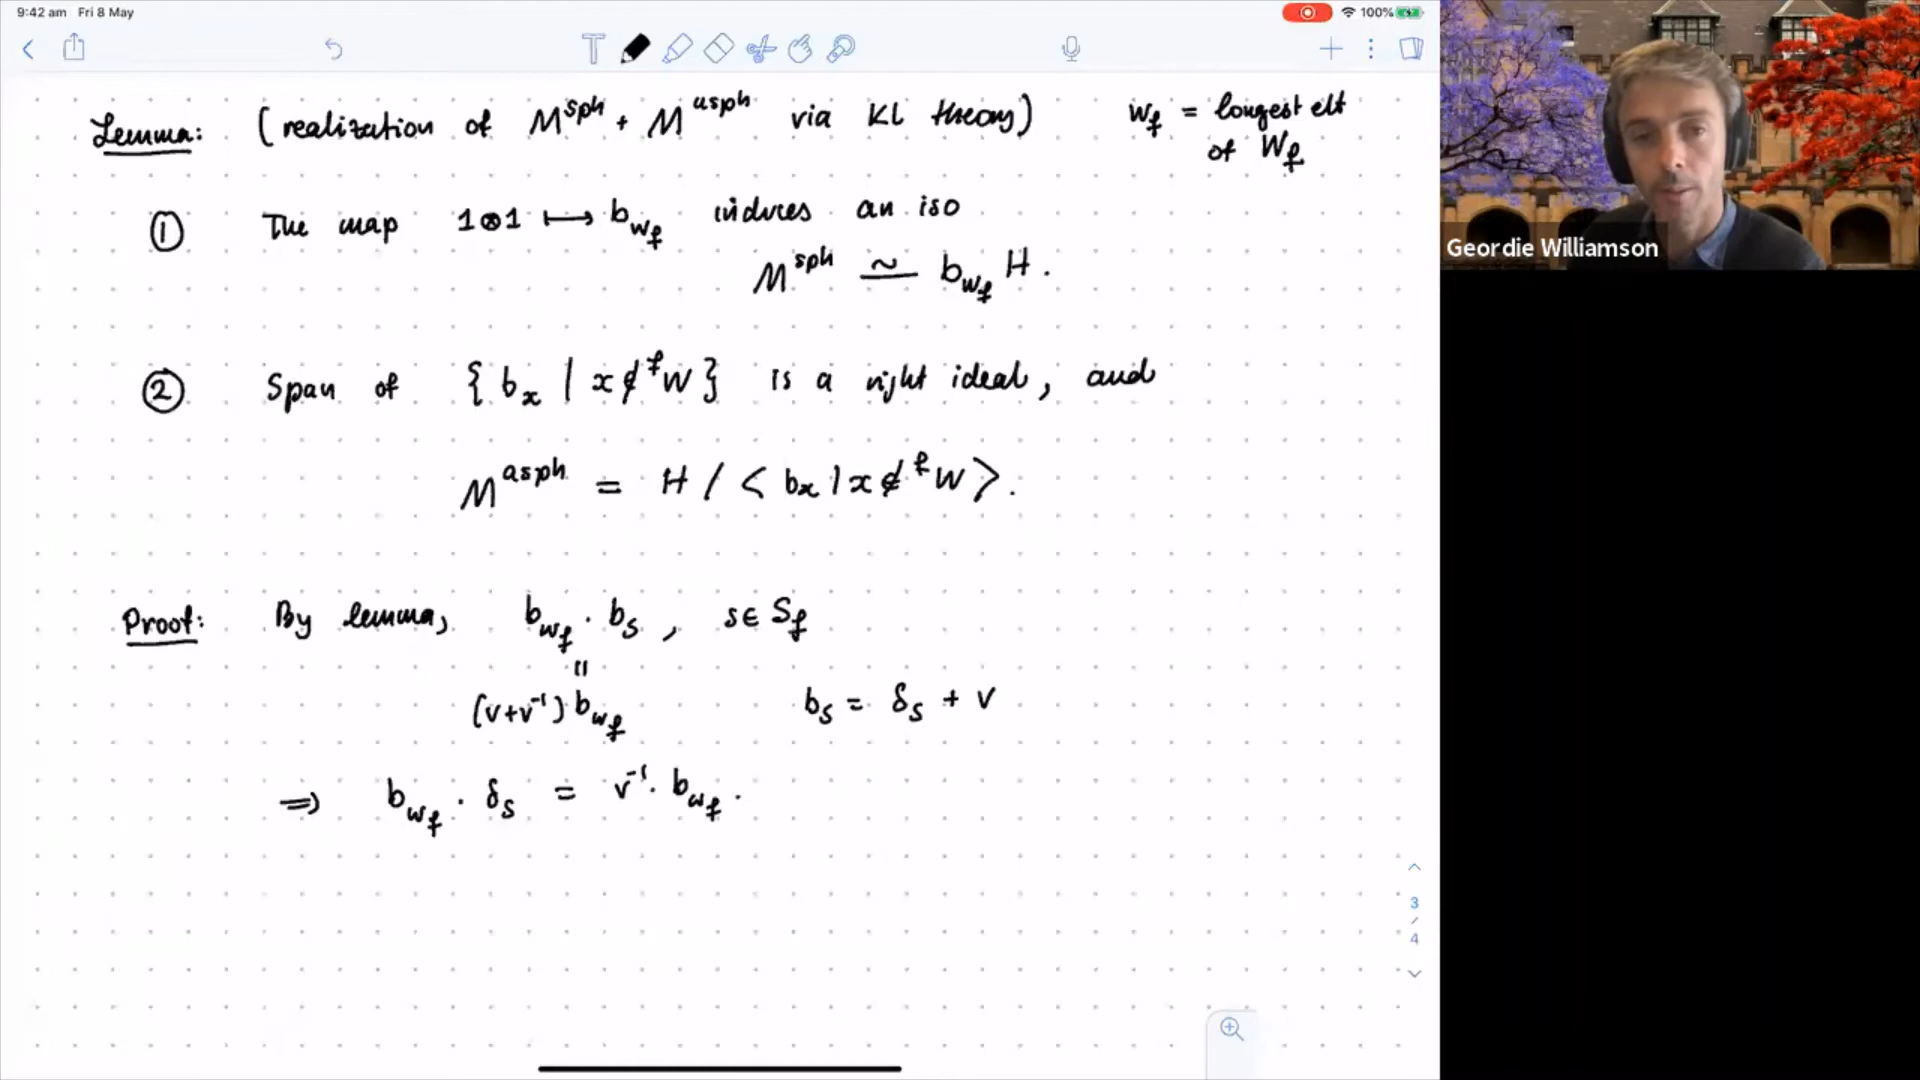 9:42 am Fri 8 May
100%
Lemma: (realization of M^sph + M^asph via KL theory) w_f = longest elt
of W_f
① The map 1⊗1 ↦ b_{w_f} induces an iso
M^sph ≃ b_{w_f} H.
② Span of { b_x | x ∉ ^fW } is a right ideal, and
M^asph = H / < b_x | x ∉ ^fW >.
Proof: By lemma, b_{w_f} · b_s , s ∈ S_f
"
(v+v^{-1}) b_{w_f} b_s = δ_s + v
⇒ b_{w_f} · δ_s = v^{-1} · b_{w_f} .
3
/
4
Geordie Williamson